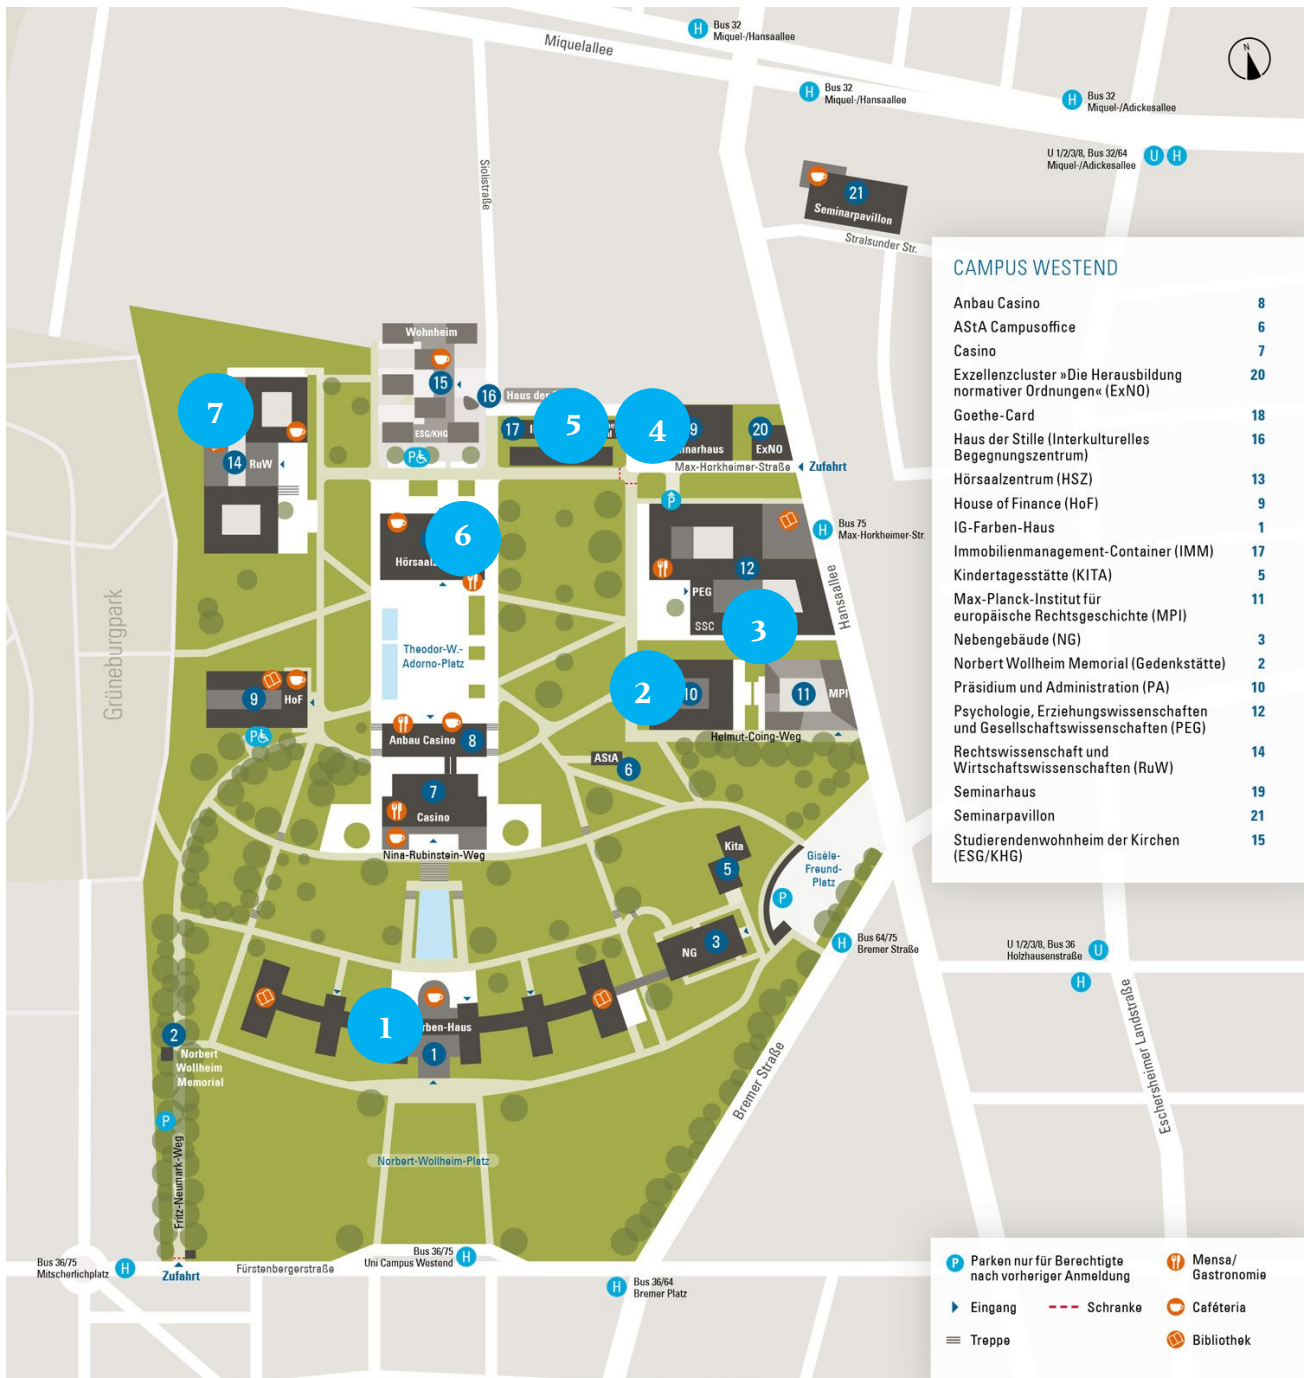 Bus 32
Miquel-/Hansaallee
Miquelallee
N
H
Bus 32
Miquel-/Hansaallee
H
Bus 32
Miquel-/Adickesallee
H
U 1/2/3/8, Bus 32/64
Miquel-/Adickesallee
U H
Siolistraße
21
Seminarpavillon
Stralsunder Str.
CAMPUS WESTEND
Anbau Casino 8
AStA Campusoffice 6
Casino 7
Exzellenzcluster »Die Herausbildung
normativer Ordnungen« (ExNO) 20
Goethe-Card 18
Haus der Stille (Interkulturelles
Begegnungszentrum) 16
Hörsaalzentrum (HSZ) 13
House of Finance (HoF) 9
IG-Farben-Haus 1
Immobilienmanagement-Container (IMM) 17
Kindertagesstätte (KITA) 5
Max-Planck-Institut für
europäische Rechtsgeschichte (MPI) 11
Nebengebäude (NG) 3
Norbert Wollheim Memorial (Gedenkstätte) 2
Präsidium und Administration (PA) 10
Psychologie, Erziehungswissenschaften
und Gesellschaftswissenschaften (PEG) 12
Rechtswissenschaft und
Wirtschaftswissenschaften (RuW) 14
Seminarhaus 19
Seminarpavillon 21
Studierendenwohnheim der Kirchen
(ESG/KHG) 15
Wohnheim
15
16 Haus der
ESG/KHG
P
7
14 RuW
17
5
4
9
inarhaus
20
ExNO
Max-Horkheimer-Straße
Zufahrt
P
H
Bus 75
Max-Horkheimer-Str.
Hansaallee
6
Hörsaalz
12
PEG
SSC
3
2
10
11
MPI
Helmut-Coing-Weg
Grüneburgpark
Theodor-W.-
Adorno-Platz
9
HoF
P
Anbau Casino 8
7
Casino
Nina-Rubinstein-Weg
AStA
6
Kita
5
Gisèle-
Freund-
Platz
P
3
NG
H
Bus 64/75
Bremer Straße
U 1/2/3/8, Bus 36
Holzhausenstraße
U
H
1
rben-Haus
1
2
Norbert
Wollheim
Memorial
P
Fritz-Neumark-Weg
Norbert-Wollheim-Platz
Bremer Straße
Eschersheimer Landstraße
Bus 36/75
Mitscherlichplatz
H
Zufahrt
Fürstenbergerstraße
Bus 36/75
Uni Campus Westend
H
H
Bus 36/64
Bremer Platz
P Parken nur für Berechtigte
nach vorheriger Anmeldung
Eingang
Schranke
Treppe
Mensa/
Gastronomie
Caféteria
Bibliothek